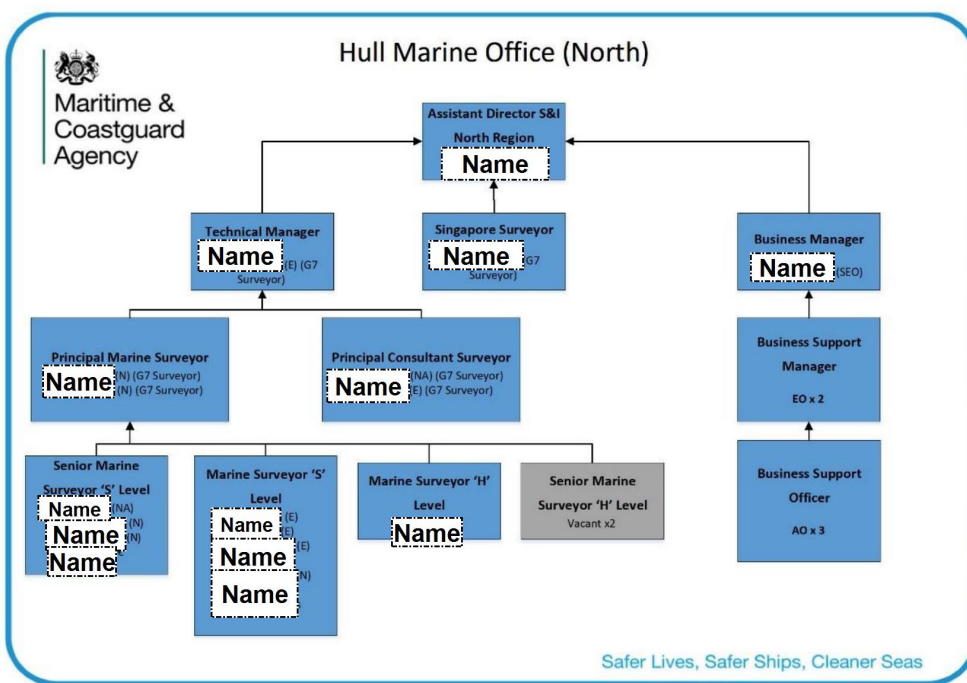 Hull Marine Office (North)
Maritime &
Coastguard
Agency
Assistant Director S&I
North Region
Name
Technical Manager
Name (E) (G7
Surveyor)
Singapore Surveyor
Name (G7
Surveyor)
Business Manager
Name (SEO)
Principal Marine Surveyor
Name (N) (G7 Surveyor)
(N) (G7 Surveyor)
Principal Consultant Surveyor
Name (NA) (G7 Surveyor)
(E) (G7 Surveyor)
Business Support
Manager
EO x 2
Senior Marine
Surveyor ‘S’ Level
Name (NA)
(N)
Name (N)
Name
Marine Surveyor ‘S’
Level
Name (E)
(E)
Name (E)
(N)
Name
Marine Surveyor ‘H’
Level
Name
Senior Marine
Surveyor ‘H’ Level
Vacant x2
Business Support
Officer
AO x 3
Safer Lives, Safer Ships, Cleaner Seas